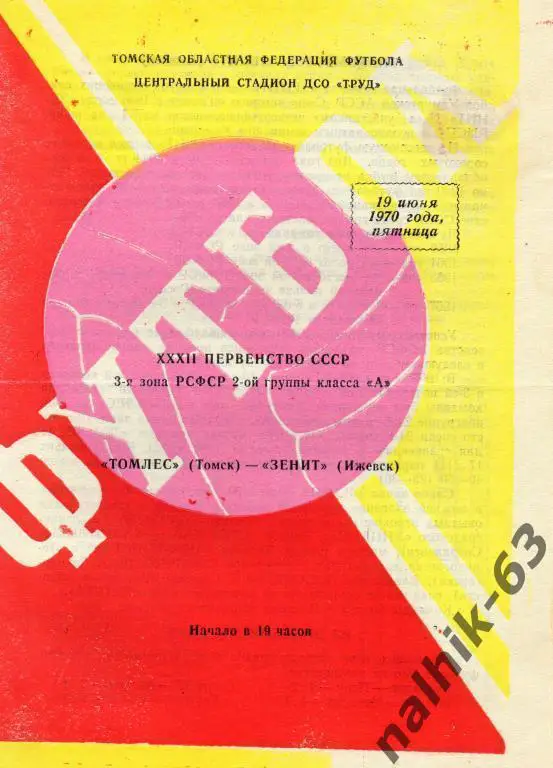 ТОМСКАЯ ОБЛАСТНАЯ ФЕДЕРАЦИЯ ФУТБОЛА
ЦЕНТРАЛЬНЫЙ СТАДИОН ДСО «ТРУД»
19 июня
1970 года,
пятница
ФУТБОЛ
XXXII ПЕРВЕНСТВО СССР
3-я зона РСФСР 2-ой группы класса «А»
«ТОМЛЕС» (Томск) — «ЗЕНИТ» (Ижевск)
Начало в 19 часов
nalhik-63